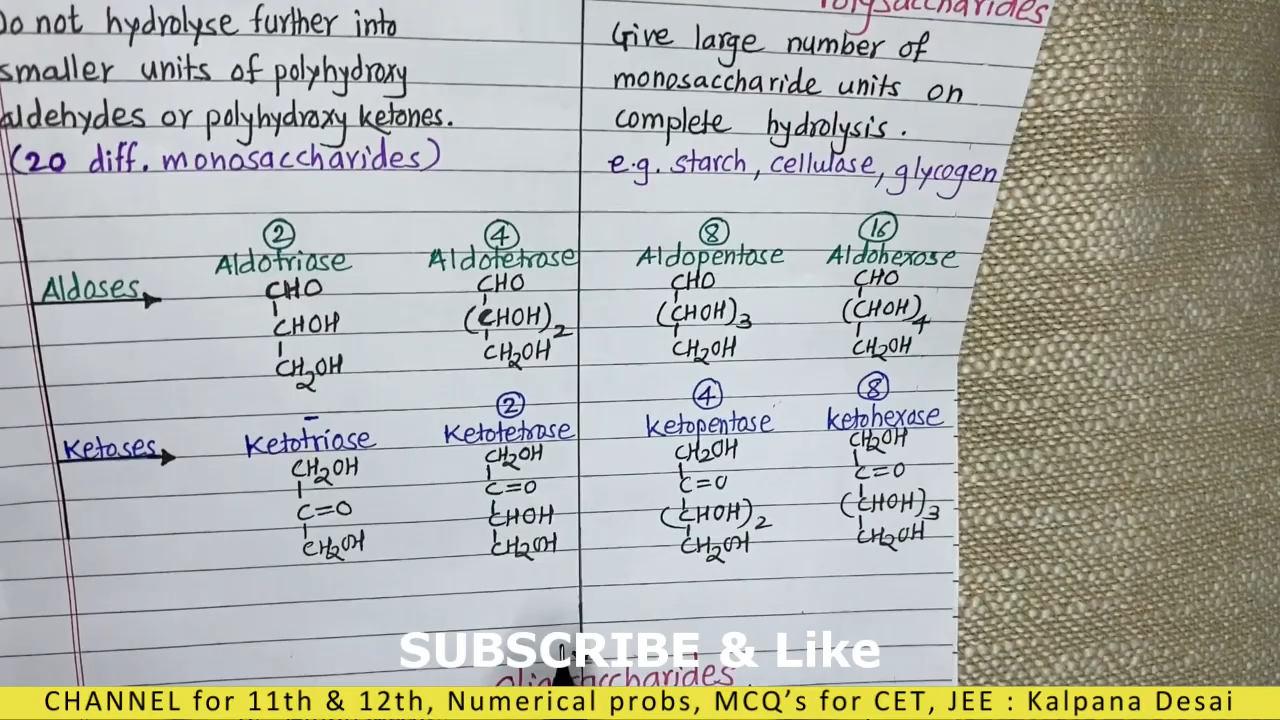 Do not hydrolyse further into
smaller units of polyhydroxy
aldehydes or polyhydroxy ketones.
(20 diff. monosaccharides)
Polysaccharides
Give large number of
monosaccharide units on
complete hydrolysis.
e.g. starch, cellulase, glycogen
2 4 8 16
Aldoses Aldotriose Aldotetrose Aldopentose Aldohexose
CHO CHO CHO CHO
CHOH (CHOH)2 (CHOH)3 (CHOH)4
CH2OH CH2OH CH2OH CH2OH
– 2 4 8
Ketoses Ketotriose Ketotetrose Ketopentose Ketohexose
CH2OH CH2OH CH2OH CH2OH
C=O C=O C=O C=O
CH2OH CHOH (CHOH)2 (CHOH)3
CH2OH CH2OH CH2OH
SUBSCRIBE & Like
oligosaccharides
CHANNEL for 11th & 12th, Numerical probs, MCQ's for CET, JEE : Kalpana Desai